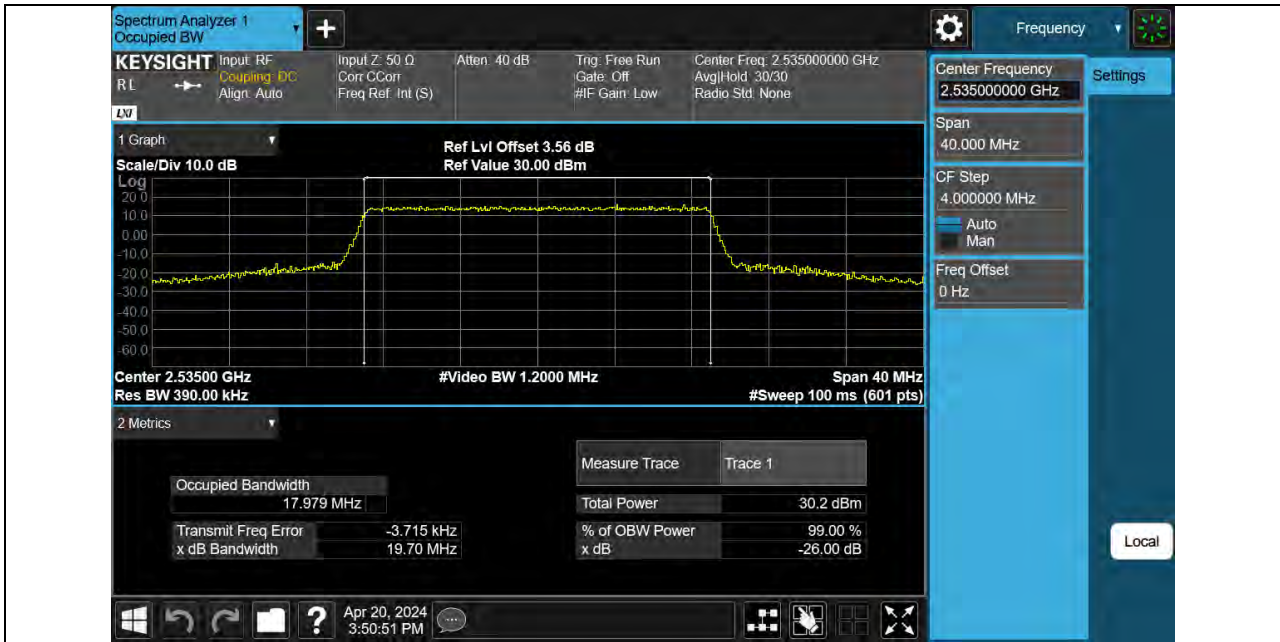 Spectrum Analyzer 1
Occupied BW
Frequency
KEYSIGHT
RL
LXI
Input: RF
Coupling: DC
Align: Auto
Input Z: 50 Ω
Corr CCorr
Freq Ref: Int (S)
Atten: 40 dB
Trig: Free Run
Gate: Off
#IF Gain: Low
Center Freq: 2.535000000 GHz
Avg|Hold: 30/30
Radio Std: None
1 Graph
Scale/Div 10.0 dB
Ref Lvl Offset 3.56 dB
Ref Value 30.00 dBm
Log
20.0
10.0
0.00
-10.0
-20.0
-30.0
-40.0
-50.0
-60.0
Center 2.53500 GHz
#Video BW 1.2000 MHz
Span 40 MHz
Res BW 390.00 kHz
#Sweep 100 ms (601 pts)
2 Metrics
Measure Trace Trace 1
Occupied Bandwidth
17.979 MHz
Total Power 30.2 dBm
Transmit Freq Error -3.715 kHz
% of OBW Power 99.00 %
x dB Bandwidth 19.70 MHz
x dB -26.00 dB
Center Frequency
2.535000000 GHz
Settings
Span
40.000 MHz
CF Step
4.000000 MHz
Auto
Man
Freq Offset
0 Hz
Local
?
Apr 20, 2024
3:50:51 PM